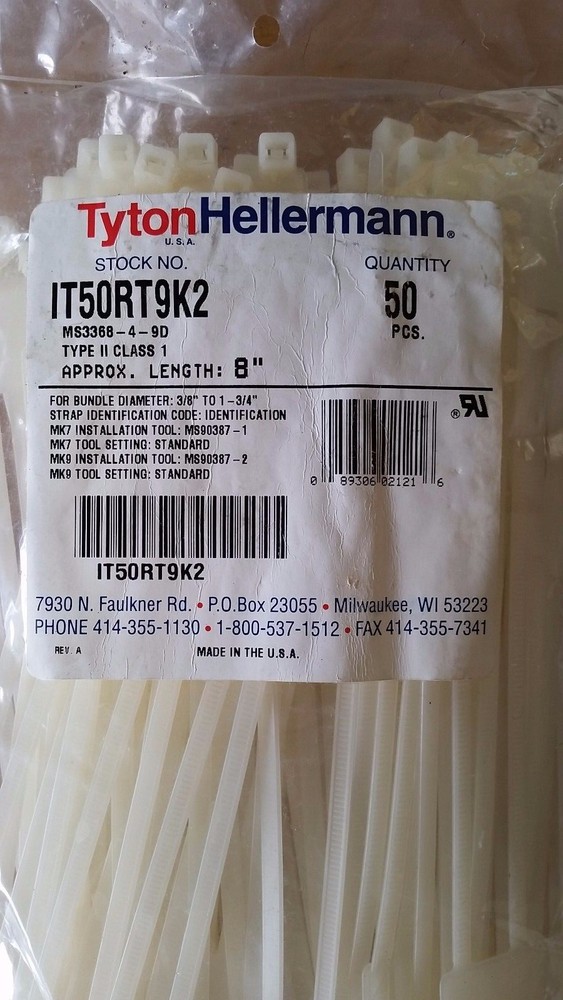 TytonHellermann®
U.S.A.
STOCK NO. QUANTITY
IT50RT9K2 50
MS3368-4-9D PCS.
TYPE II CLASS 1
APPROX. LENGTH: 8"
FOR BUNDLE DIAMETER: 3/8" TO 1-3/4"
STRAP IDENTIFICATION CODE: IDENTIFICATION
MK7 INSTALLATION TOOL: MS90387-1
MK7 TOOL SETTING: STANDARD
MK9 INSTALLATION TOOL: MS90387-2
MK9 TOOL SETTING: STANDARD
® RU
0 89306 02121 6
IT50RT9K2
7930 N. Faulkner Rd. • P.O.Box 23055 • Milwaukee, WI 53223
PHONE 414-355-1130 • 1-800-537-1512 • FAX 414-355-7341
REV. A MADE IN THE U.S.A.